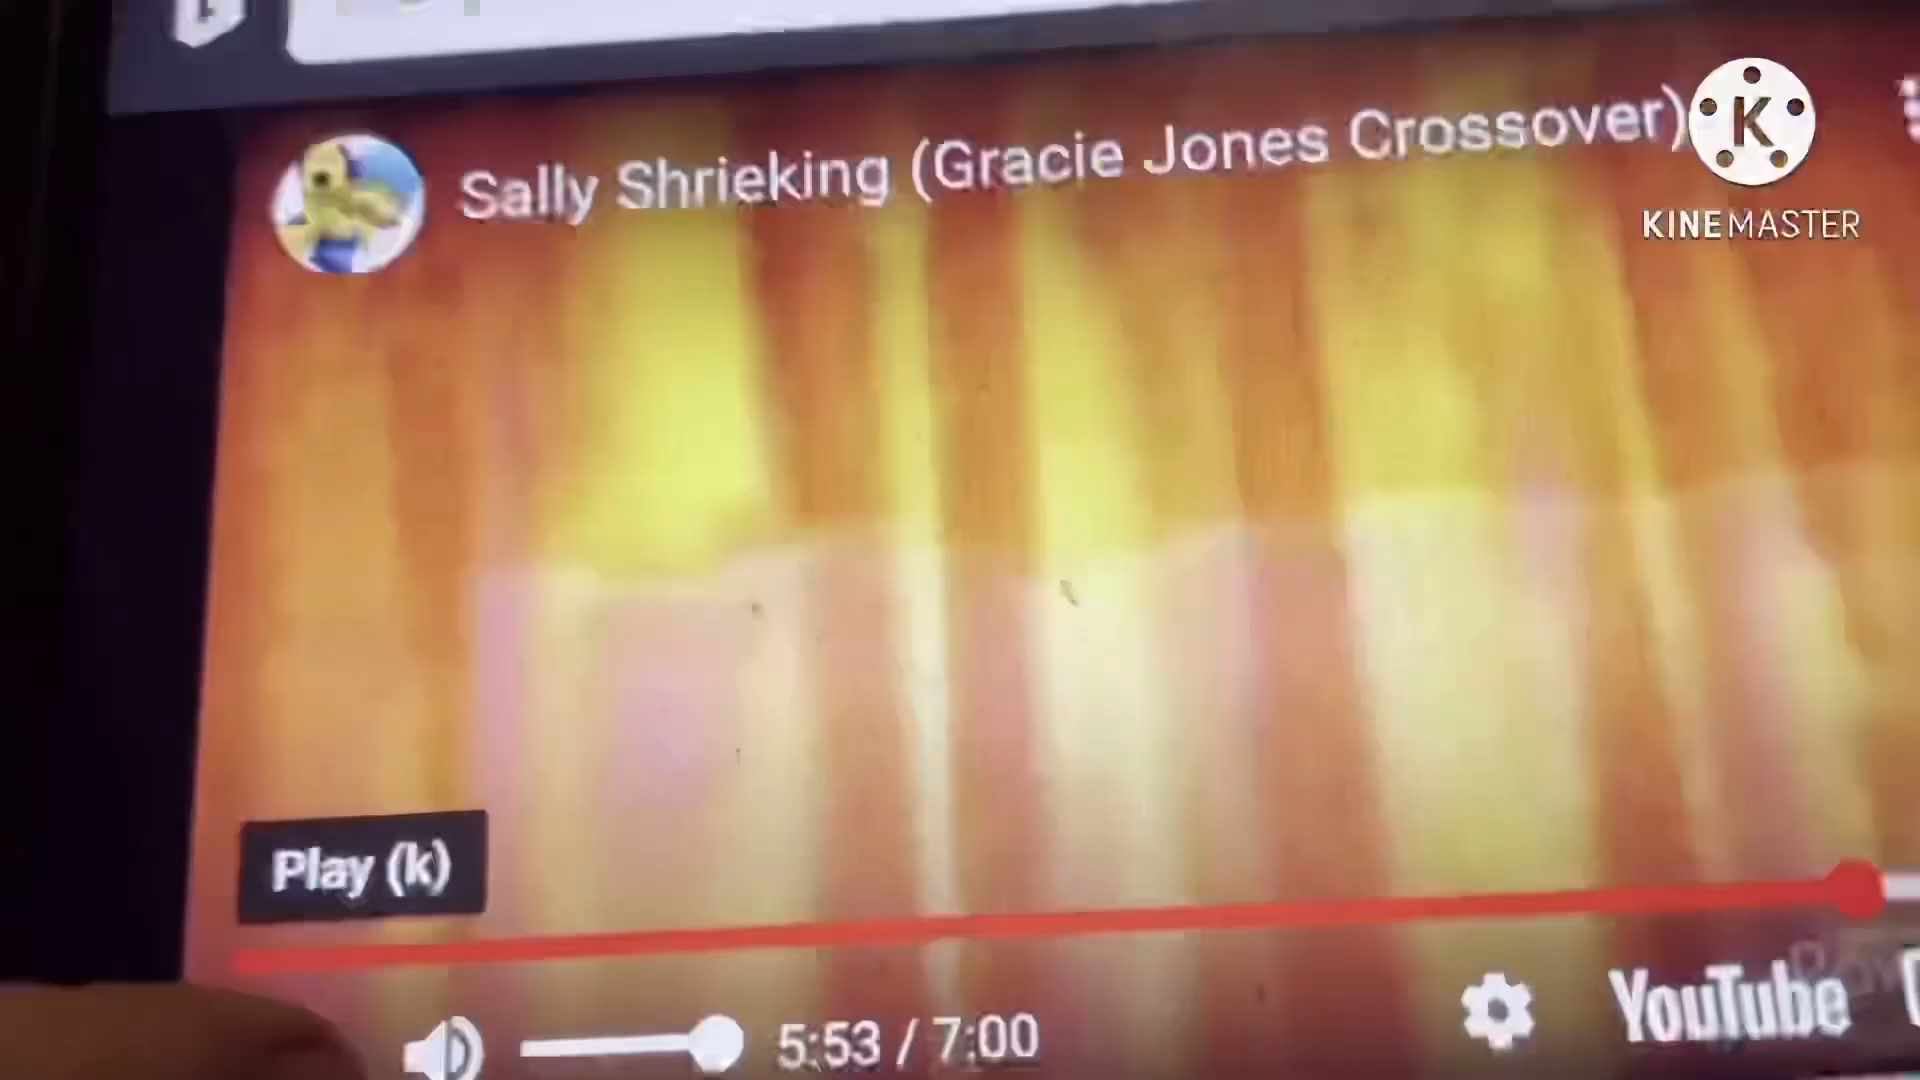 Sally Shrieking (Gracie Jones Crossover)
K
KINEMASTER
Play (k)
5:53 / 7:00
YouTube